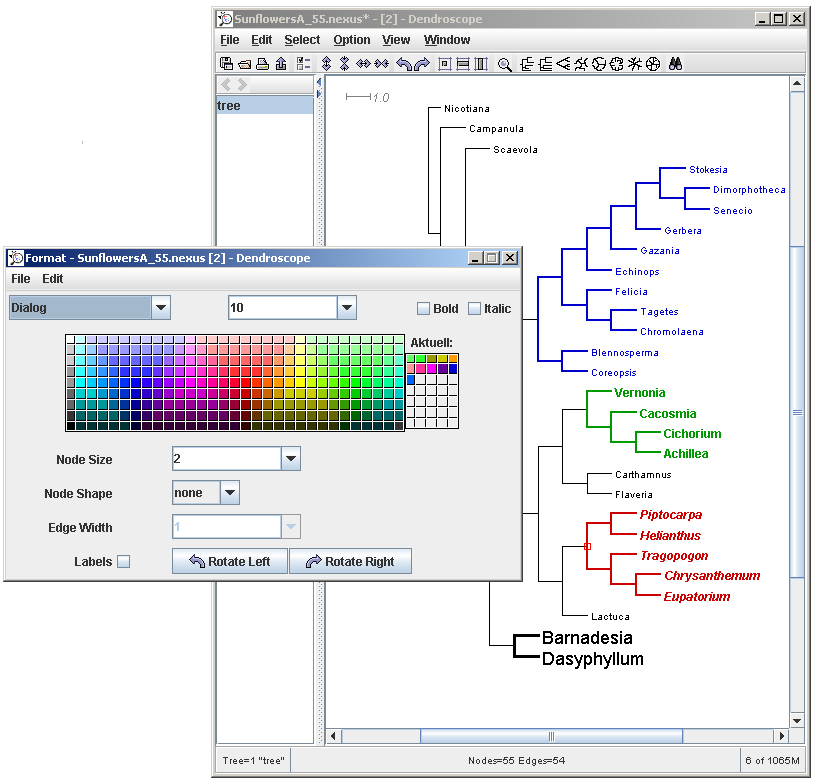 SunflowersA_55.nexus* - [2] - Dendroscope
File Edit Select Option View Window
tree
1.0
Nicotiana
Campanula
Scaevola
Stokesia
Dimorphotheca
Senecio
Gerbera
Gazania
Echinops
Felicia
Tagetes
Chromolaena
Blennosperma
Coreopsis
Vernonia
Cacosmia
Cichorium
Achillea
Carthamnus
Flaveria
Piptocarpa
Helianthus
Tragopogon
Chrysanthemum
Eupatorium
Lactuca
Barnadesia
Dasyphyllum
Tree=1 "tree" Nodes=55 Edges=54 6 of 1065M
Format - SunflowersA_55.nexus [2] - Dendroscope
File Edit
Dialog 10 Bold Italic
Aktuell:
Node Size 2
Node Shape none
Edge Width 1
Labels Rotate Left Rotate Right